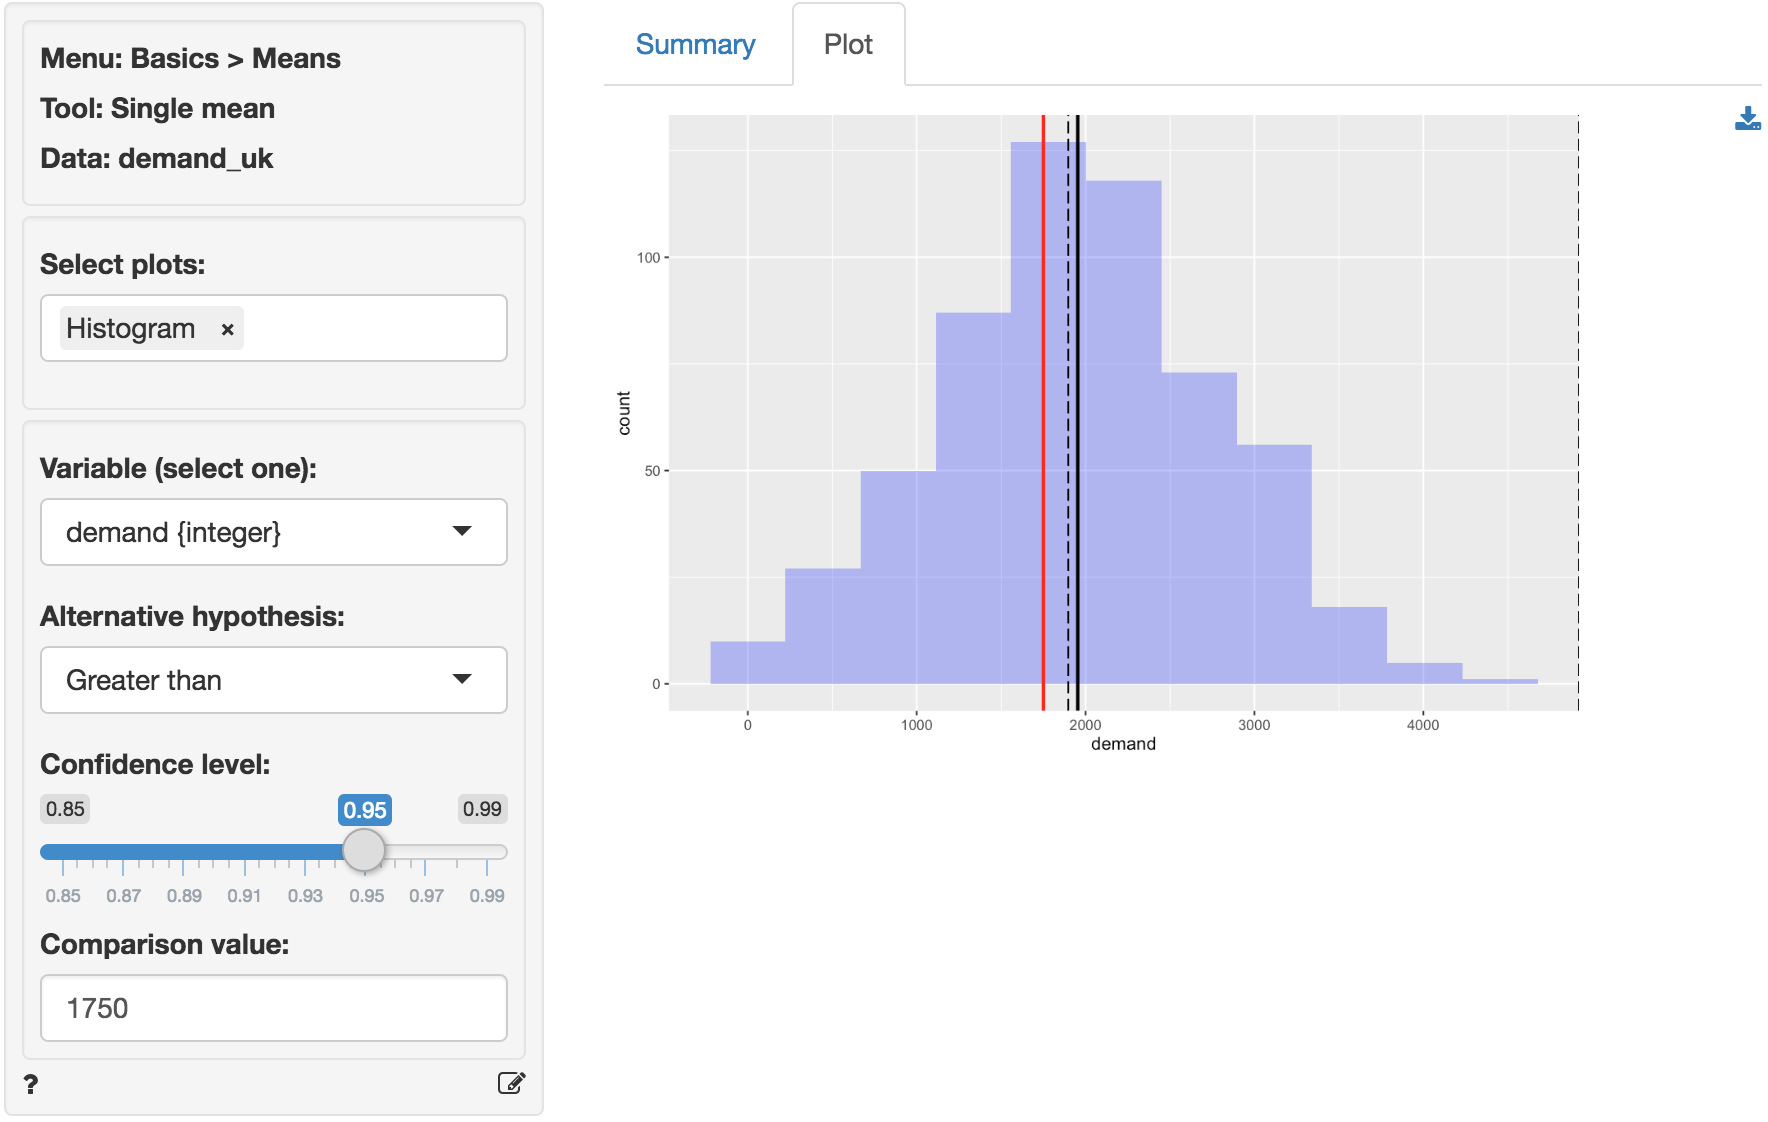 Menu: Basics > Means
Tool: Single mean
Data: demand_uk
Select plots:
Histogram ×
Variable (select one):
demand {integer}
Alternative hypothesis:
Greater than
Confidence level:
0.85 0.95 0.99
0.85 0.87 0.89 0.91 0.93 0.95 0.97 0.99
Comparison value:
1750
?
Summary Plot
100
50
0
count
0 1000 2000 3000 4000
demand